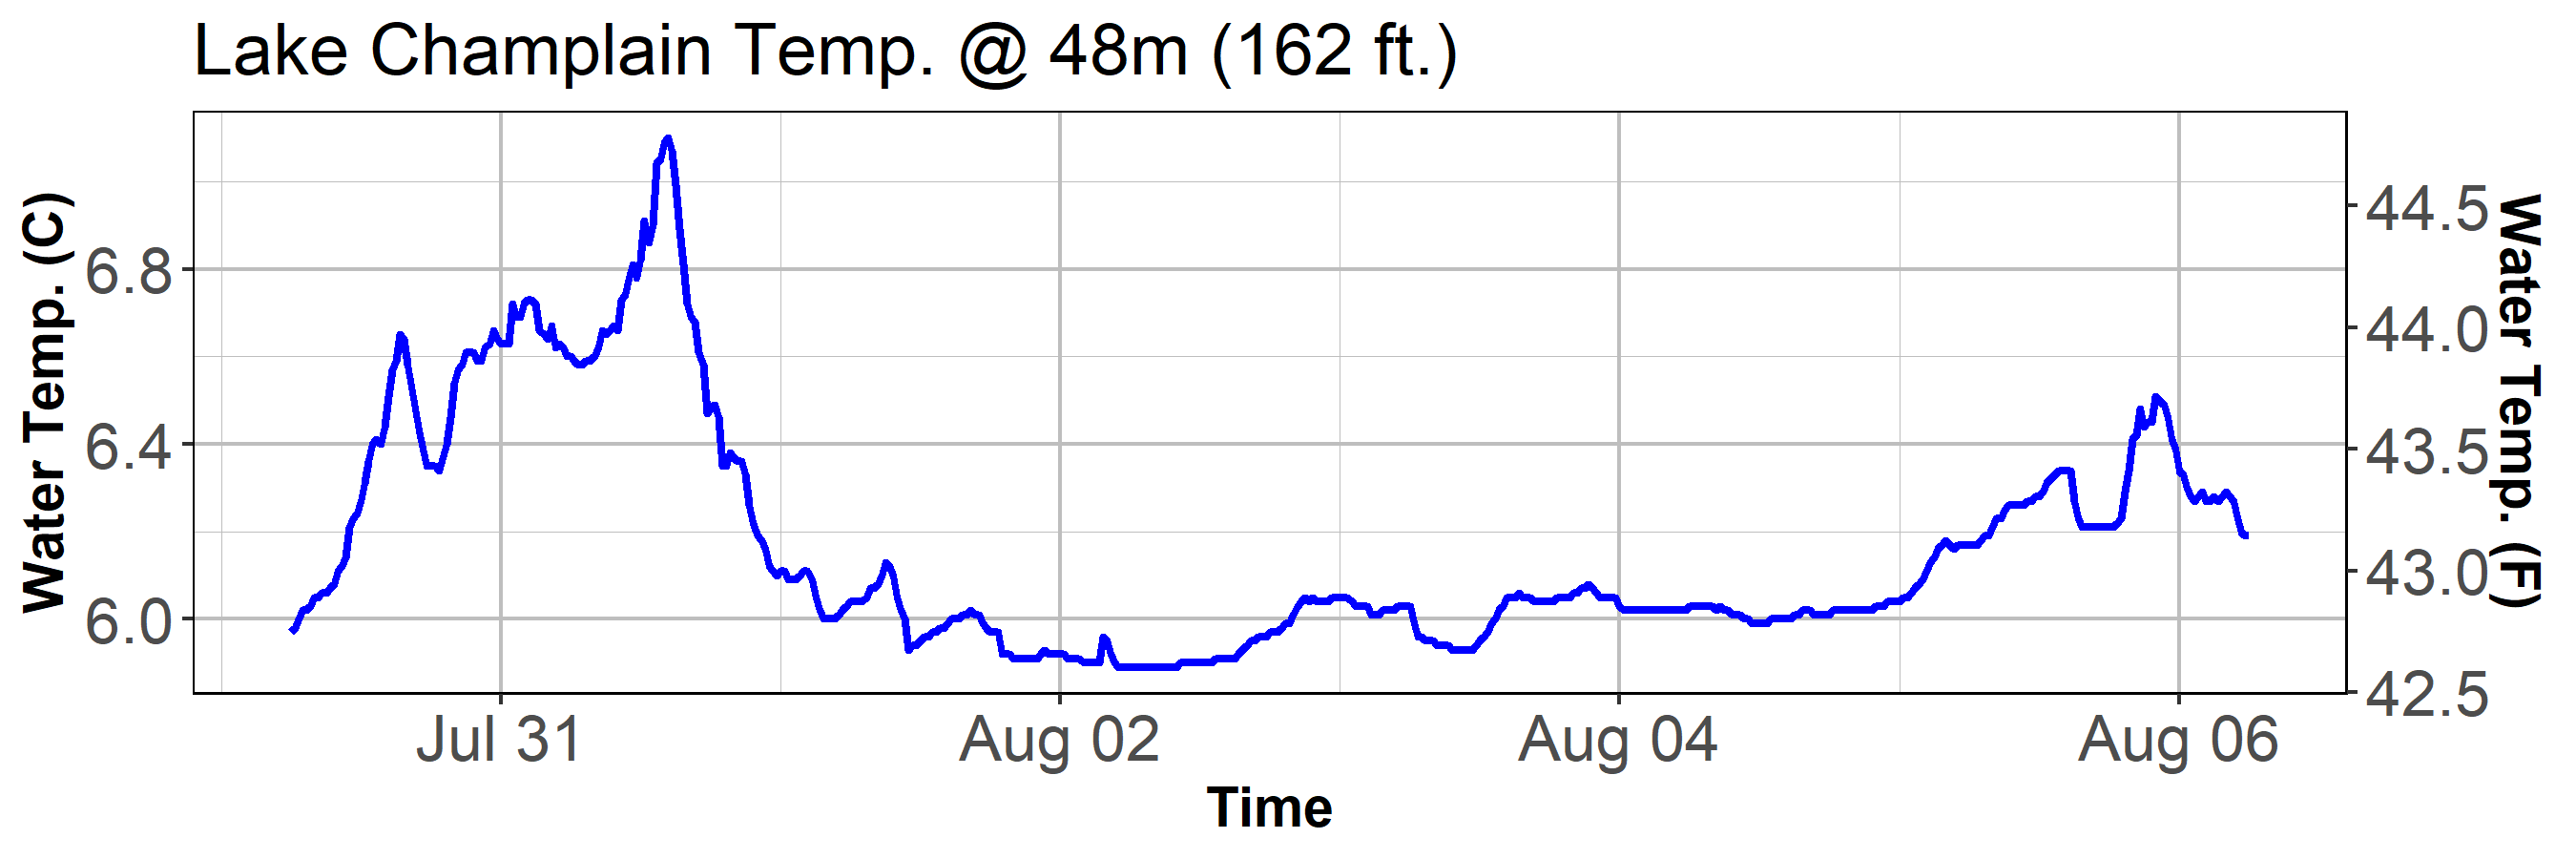 Lake Champlain Temp. @ 48m (162 ft.)
Water Temp. (C)
6.8
6.4
6.0
44.5
44.0
43.5
43.0
42.5
Water Temp. (F)
Jul 31 Aug 02 Aug 04 Aug 06
Time